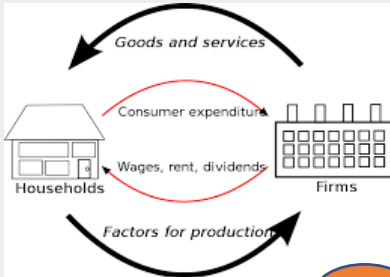 Goods and services
Consumer expenditure
Wages, rent, dividends
Households
Firms
Factors for production